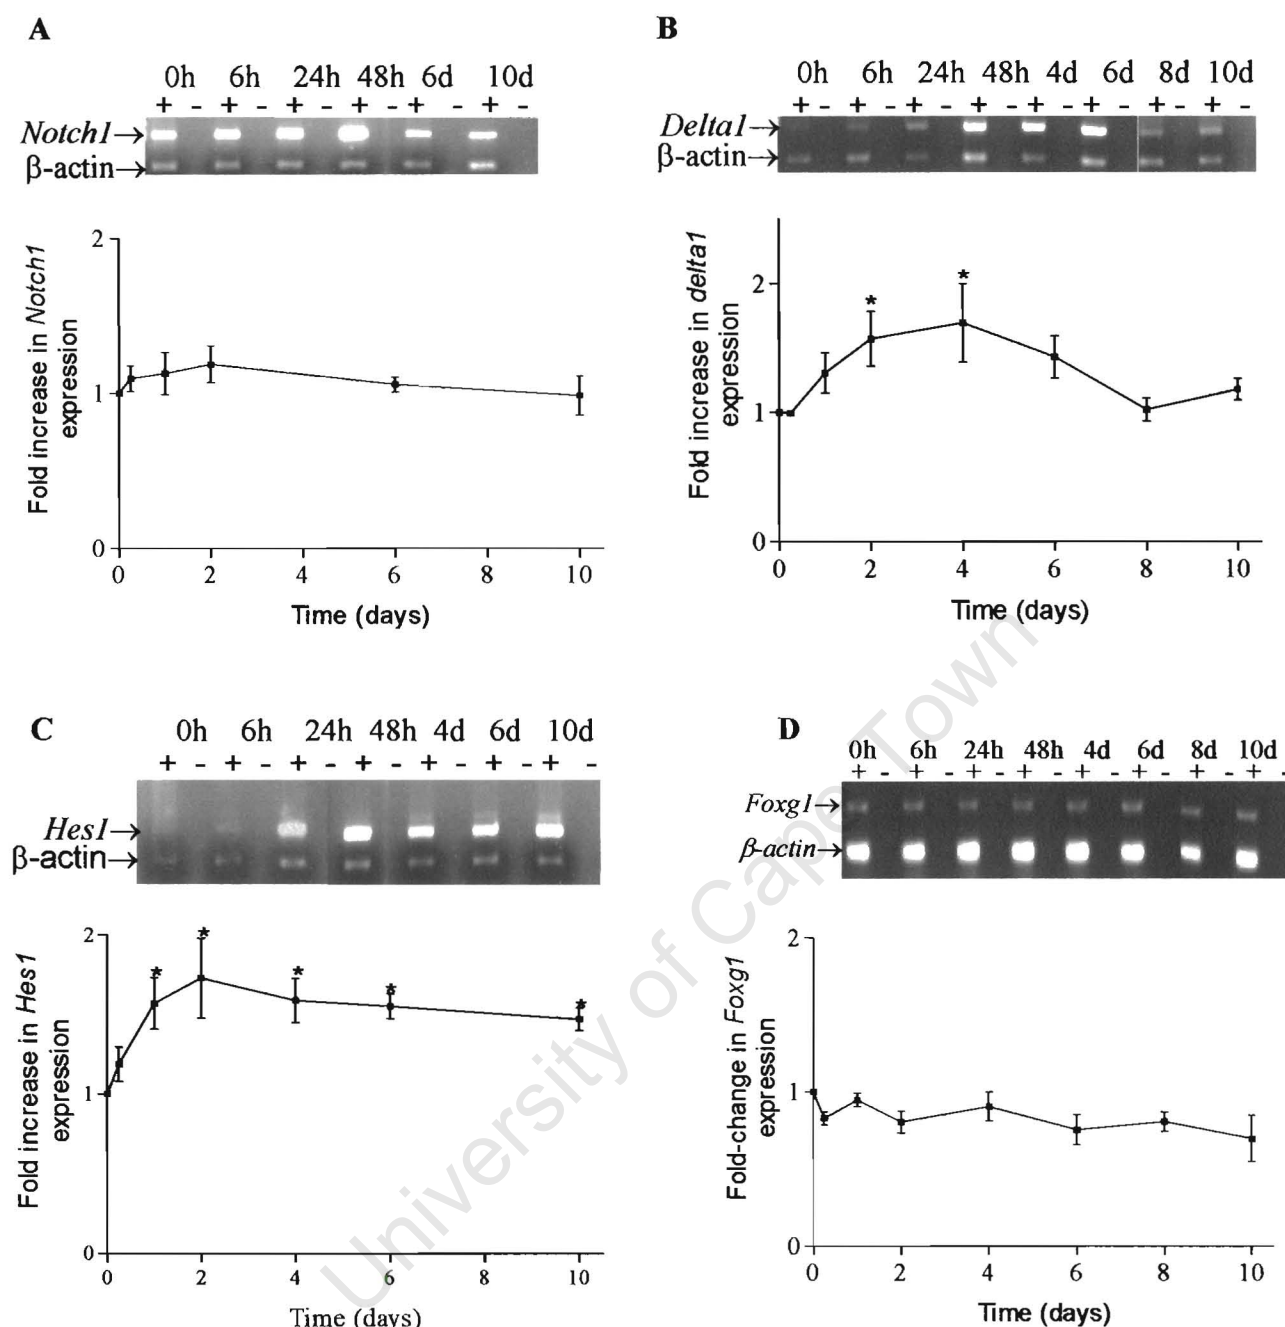 A
0h 6h 24h 48h 6d 10d
+ - + - + - + - + - + -
Notch1→
β-actin→
Fold increase in Notch1
expression
2
1
0
0 2 4 6 8 10
Time (days)
B
0h 6h 24h 48h 4d 6d 8d 10d
+ - + - + - + - + - + - + - + -
Delta1→
β-actin→
Fold increase in delta1
expression
2
1
0
* *
0 2 4 6 8 10
Time (days)
C
0h 6h 24h 48h 4d 6d 10d
+ - + - + - + - + - + - + -
Hes1→
β-actin→
Fold increase in Hes1
expression
2
1
0
* * * * *
0 2 4 6 8 10
Time (days)
D
0h 6h 24h 48h 4d 6d 8d 10d
+ - + - + - + - + - + - + - + -
Foxg1→
β-actin→
Fold-change in Foxg1
expression
2
1
0
0 2 4 6 8 10
Time (days)
University of Cape Town